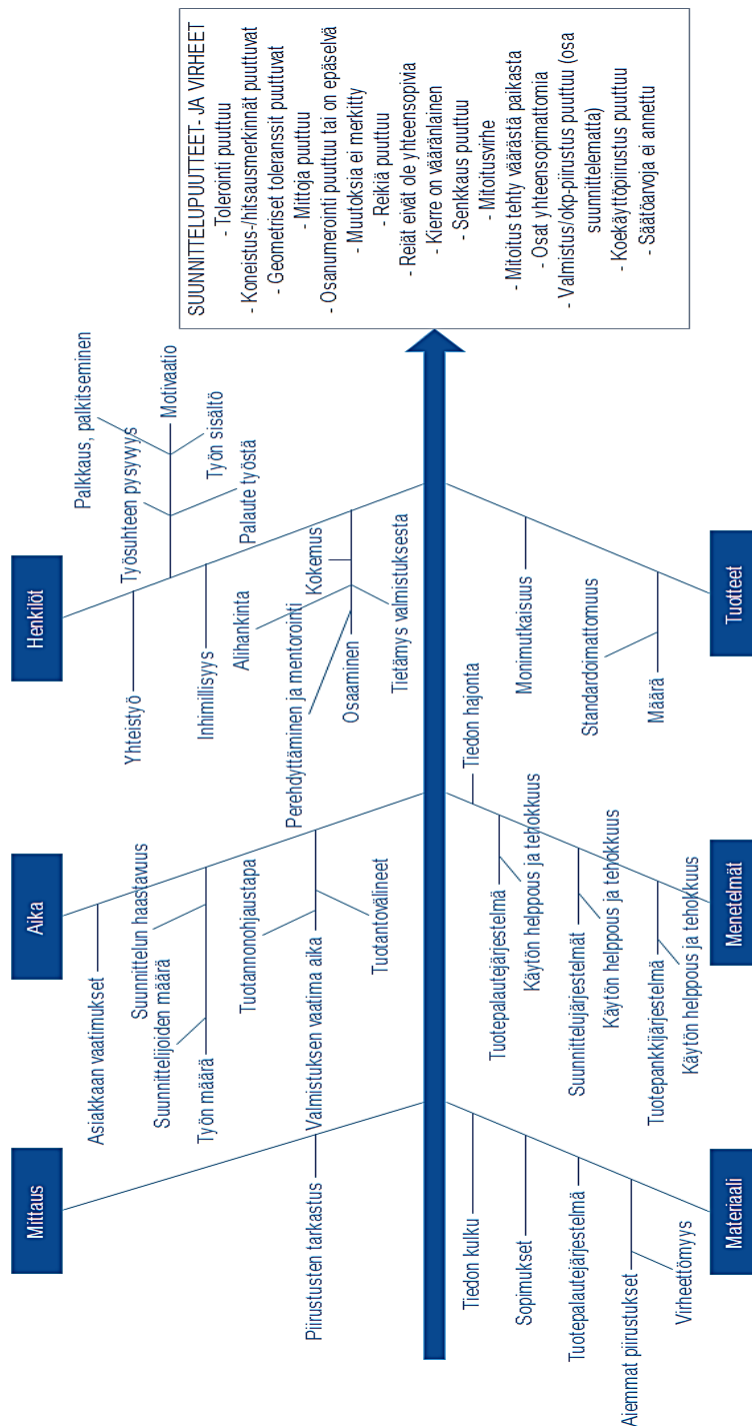 Mittaus
Piirustusten tarkastus
Aika
Asiakkaan vaatimukset
Suunnittelun haastavuus
Suunnittelijoiden määrä
Työn määrä
Tuotannonohjaustapa
Valmistuksen vaatima aika
Tuotantovälineet
Henkilöt
Yhteistyö
Palkkaus, palkitseminen
Työsuhteen pysyvyys
Motivaatio
Työn sisältö
Palaute työstä
Inhimillisyys
Alihankinta
Perehdyttäminen ja mentorointi
Kokemus
Osaaminen
Tietämys valmistuksesta
Materiaali
Tiedon kulku
Sopimukset
Tuotepalautejärjestelmä
Aiemmat piirustukset
Virheettömyys
Menetelmät
Tiedon hajonta
Tuotepalautejärjestelmä
Käytön helppous ja tehokkuus
Suunnittelujärjestelmät
Käytön helppous ja tehokkuus
Tuotepankkijärjestelmä
Käytön helppous ja tehokkuus
Tuotteet
Monimutkaisuus
Standardoimattomuus
Määrä
SUUNNITTELUPUUTTEET- JA VIRHEET
- Tolerointi puuttuu
- Koneistus-/hitsausmerkinnät puuttuvat
- Geometriset toleranssit puuttuvat
- Mittoja puuttuu
- Osanumerointi puuttuu tai on epäselvä
- Muutoksia ei merkitty
- Reikiä puuttuu
- Reiät eivät ole yhteensopivia
- Kierre on vääränlainen
- Senkkaus puuttuu
- Mitoitusvirhe
- Mitoitus tehty väärästä paikasta
- Osat yhteensopimattomia
- Valmistus/okp-piirustus puuttuu (osa
suunnittelematta)
- Koekäyttöpiirustus puuttuu
- Säätöarvoja ei annettu